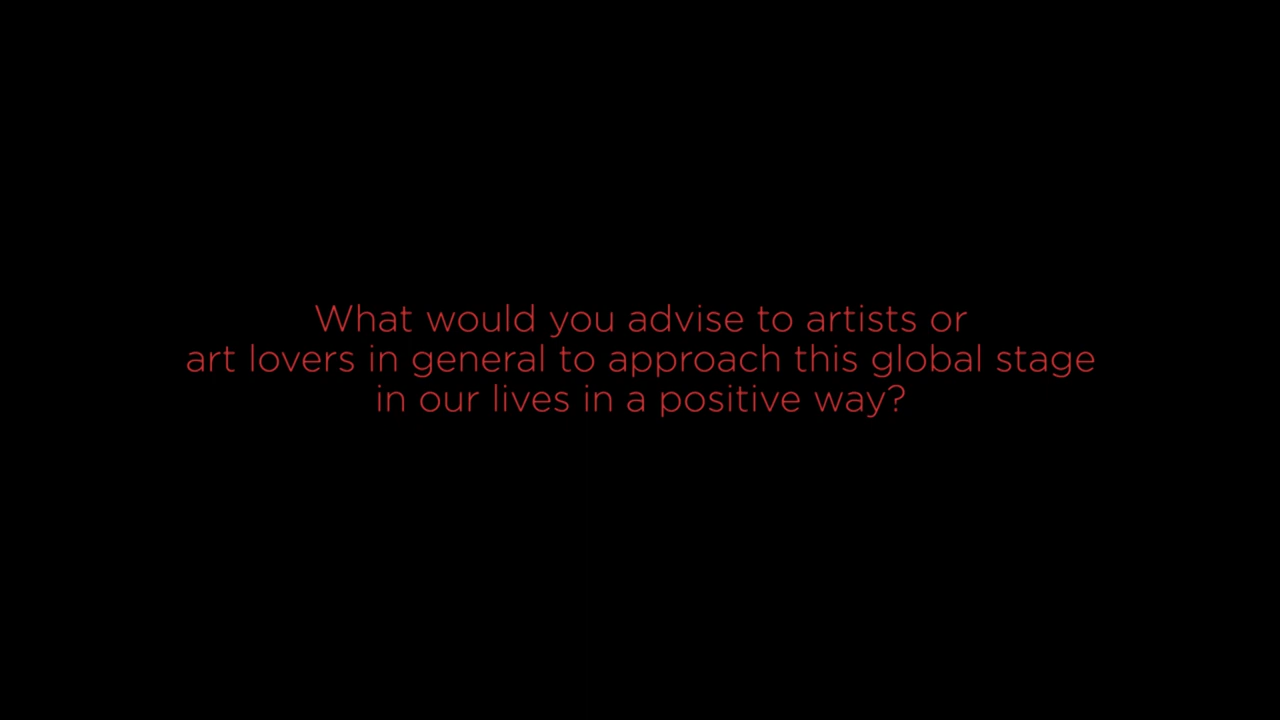 What would you advise to artists or
art lovers in general to approach this global stage
in our lives in a positive way?